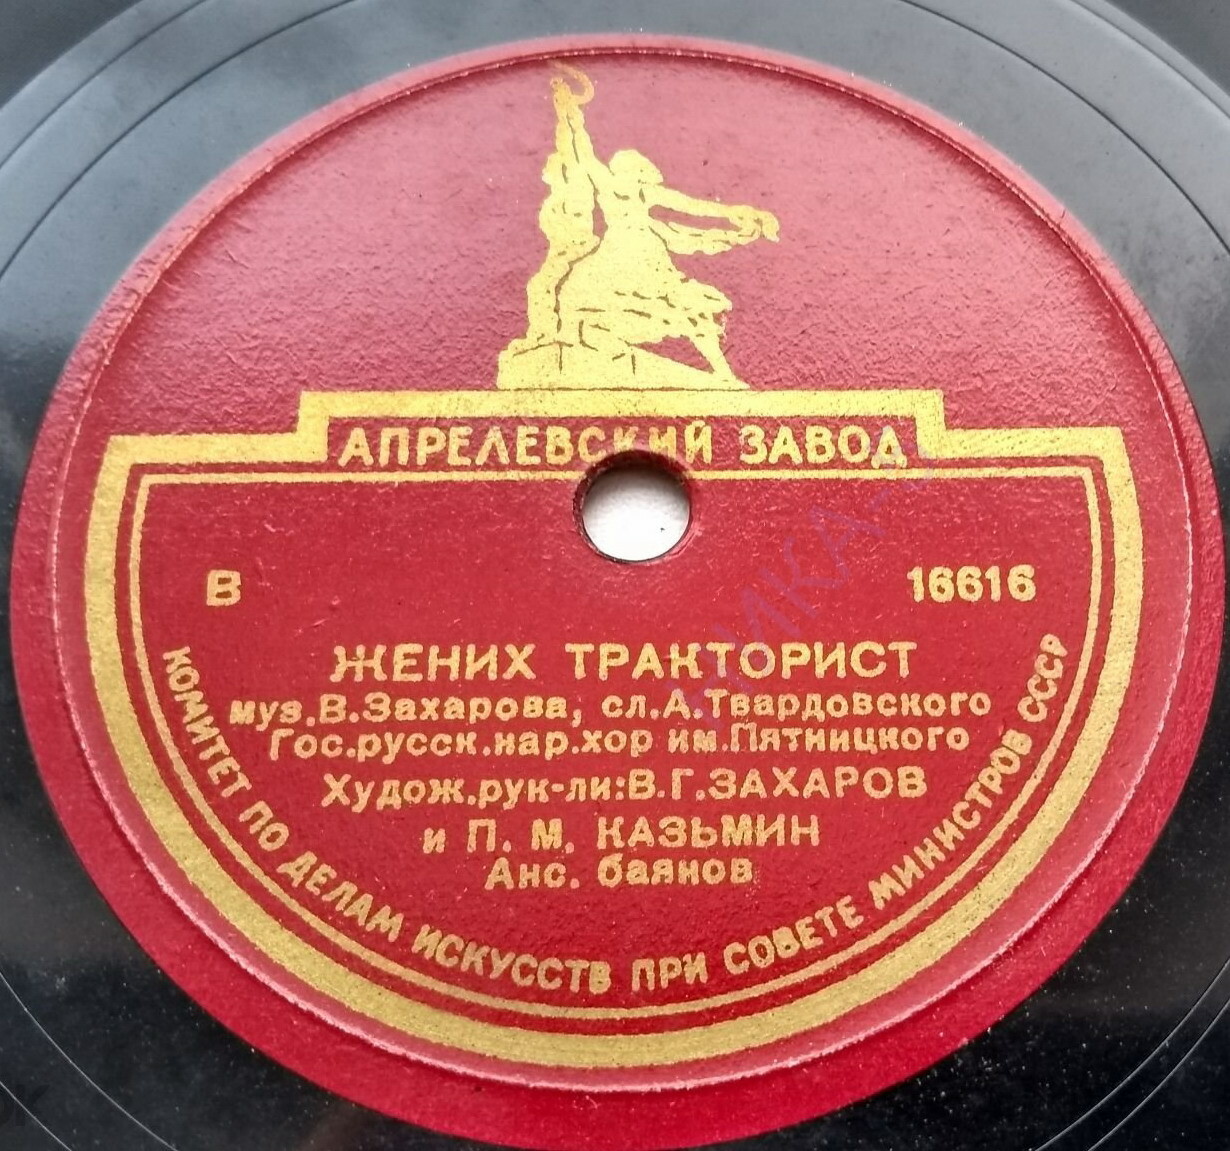 АПРЕЛЕВСКИЙ ЗАВОД
В 16616
ЖЕНИХ ТРАКТОРИСТ
муз.В.Захарова, сл.А.Твардовского
Гос.русск.нар.хор им.Пятницкого
Худож.рук-ли:В.Г.ЗАХАРОВ
и П. М. КАЗЬМИН
Анс. баянов
КОМИТЕТ ПО ДЕЛАМ ИСКУССТВ ПРИ СОВЕТЕ МИНИСТРОВ СССР